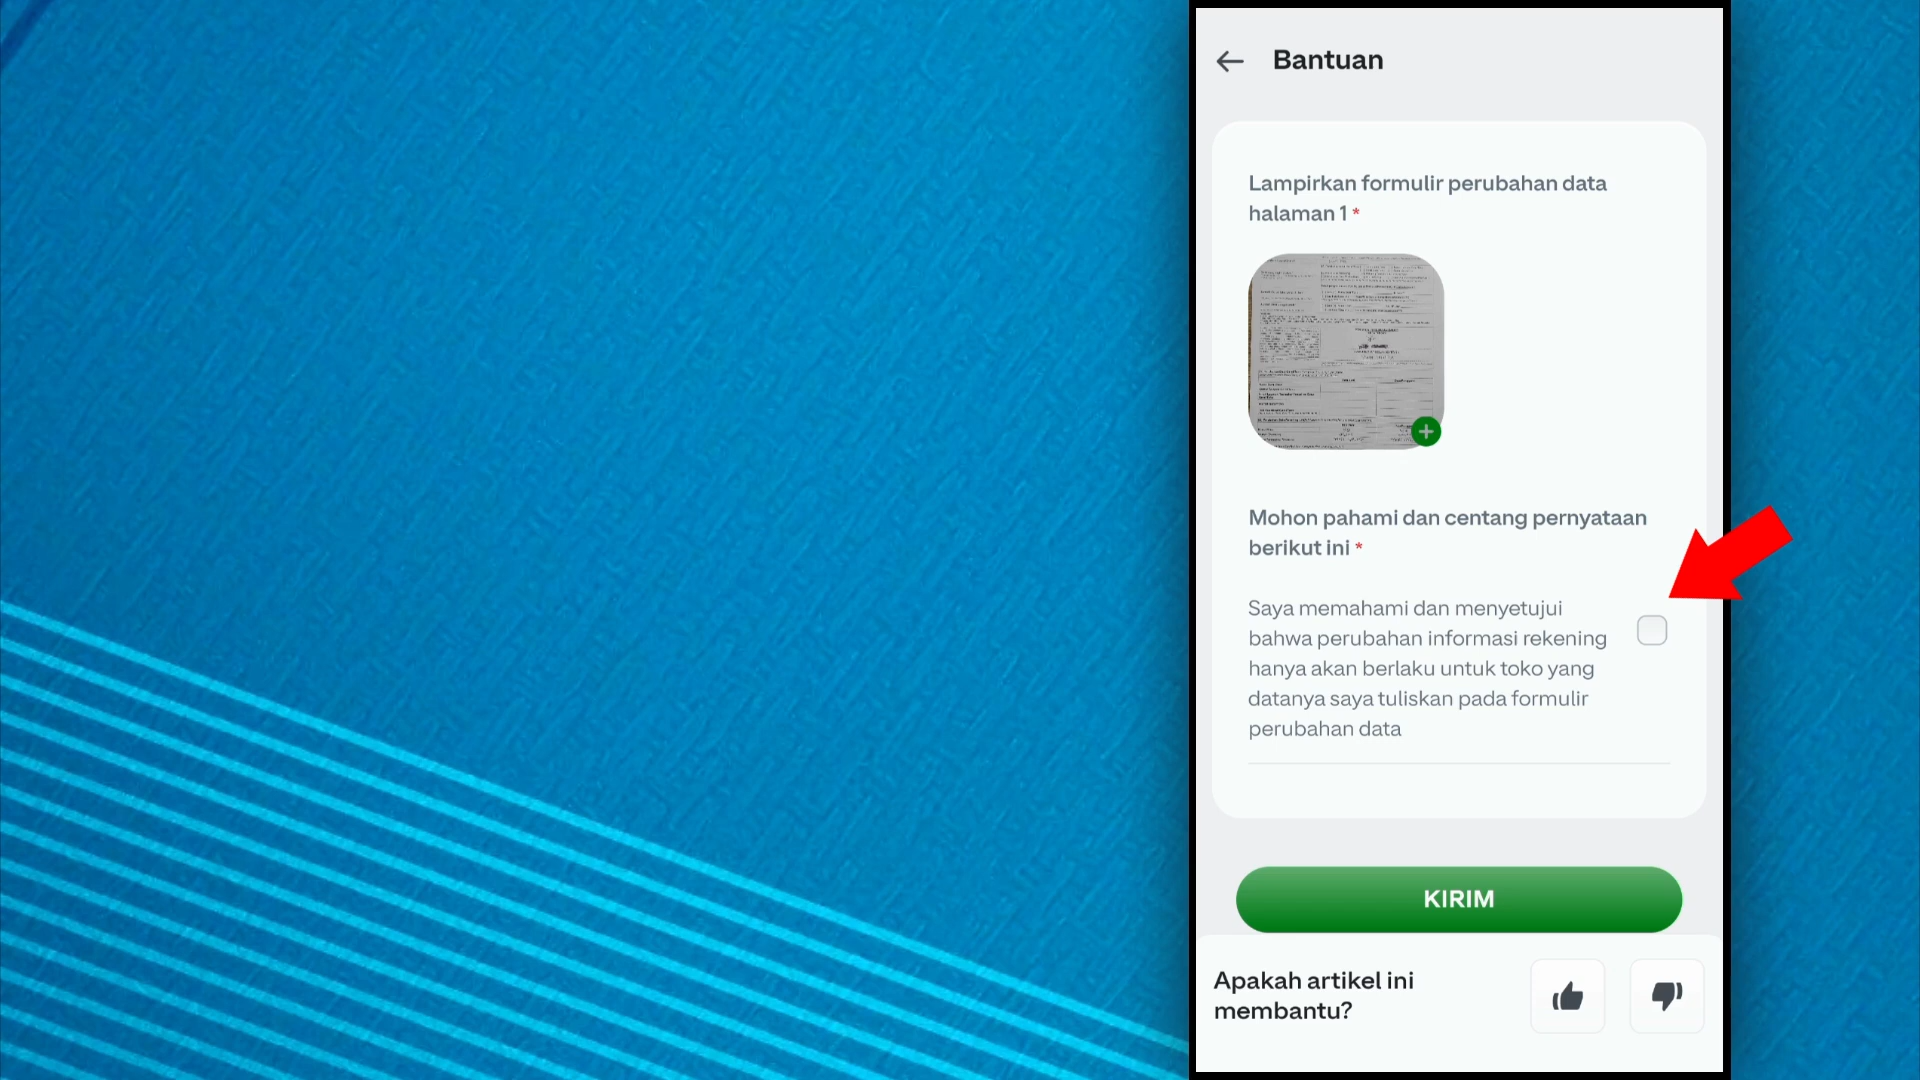 Bantuan
Lampirkan formulir perubahan data
halaman 1 *
Mohon pahami dan centang pernyataan
berikut ini *
Saya memahami dan menyetujui
bahwa perubahan informasi rekening
hanya akan berlaku untuk toko yang
datanya saya tuliskan pada formulir
perubahan data
KIRIM
Apakah artikel ini
membantu?